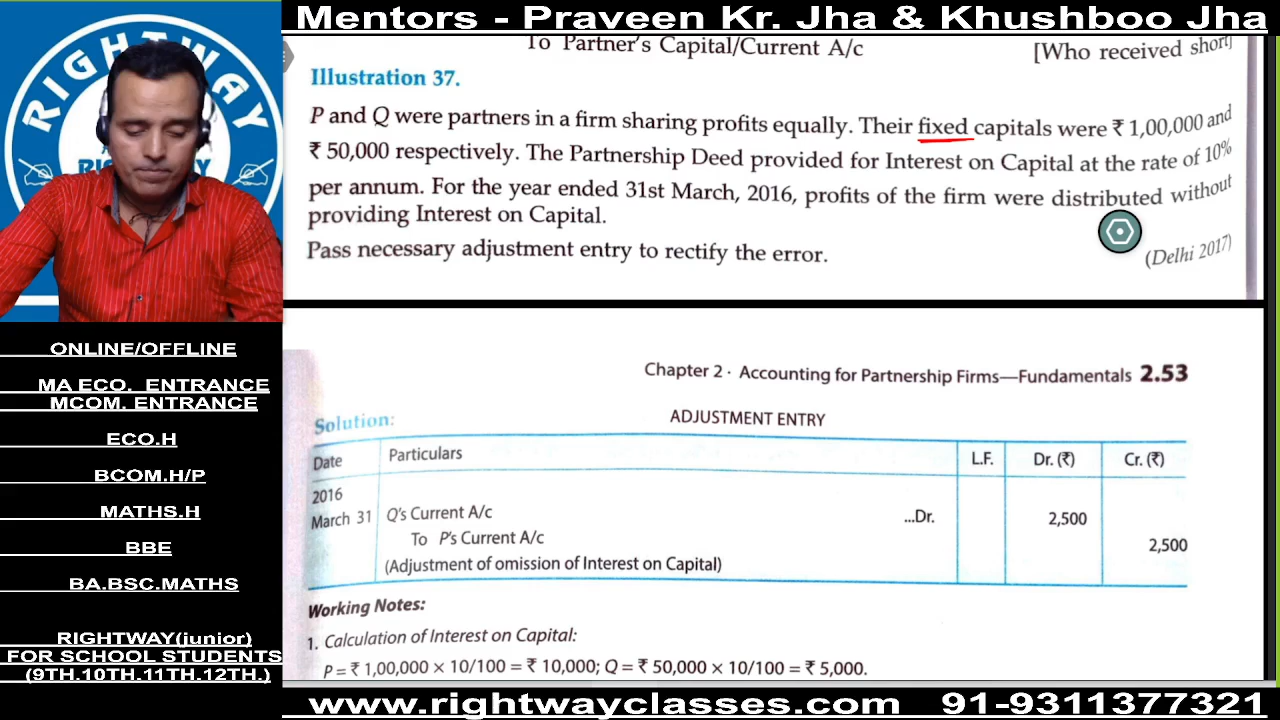 Mentors - Praveen Kr. Jha & Khushboo Jha
RIGHTWAY
RIGHTWAY
To Partner's Capital/Current A/c [Who received short]
Illustration 37.
P and Q were partners in a firm sharing profits equally. Their fixed capitals were ₹ 1,00,000 and
₹ 50,000 respectively. The Partnership Deed provided for Interest on Capital at the rate of 10%
per annum. For the year ended 31st March, 2016, profits of the firm were distributed without
providing Interest on Capital.
Pass necessary adjustment entry to rectify the error. (Delhi 2017)
ONLINE/OFFLINE
MA ECO. ENTRANCE
MCOM. ENTRANCE
ECO.H
BCOM.H/P
MATHS.H
BBE
BA.BSC.MATHS
RIGHTWAY(junior)
FOR SCHOOL STUDENTS
(9TH.10TH.11TH.12TH.)
Chapter 2 · Accounting for Partnership Firms—Fundamentals 2.53
Solution: ADJUSTMENT ENTRY
Date Particulars L.F. Dr. (₹) Cr. (₹)
2016
March 31 Q's Current A/c ...Dr. 2,500
To P's Current A/c 2,500
(Adjustment of omission of Interest on Capital)
Working Notes:
1. Calculation of Interest on Capital:
P = ₹ 1,00,000 × 10/100 = ₹ 10,000; Q = ₹ 50,000 × 10/100 = ₹ 5,000.
www.rightwayclasses.com 91-9311377321